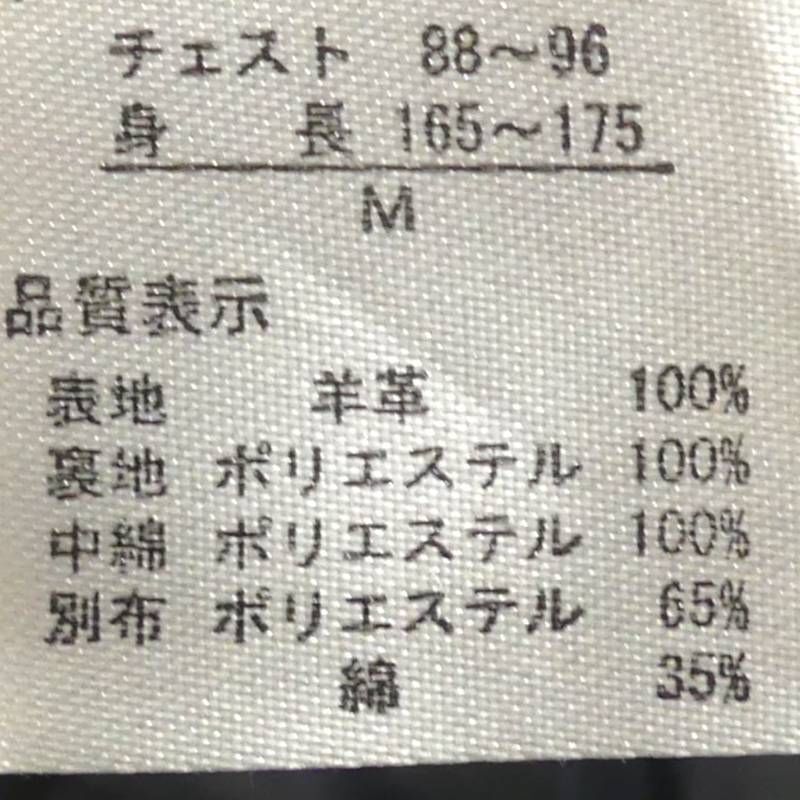 チェスト 88～96
身長 165～175
M
品質表示
表地 羊革 100%
裏地 ポリエステル 100%
中綿 ポリエステル 100%
別布 ポリエステル 65%
綿 35%